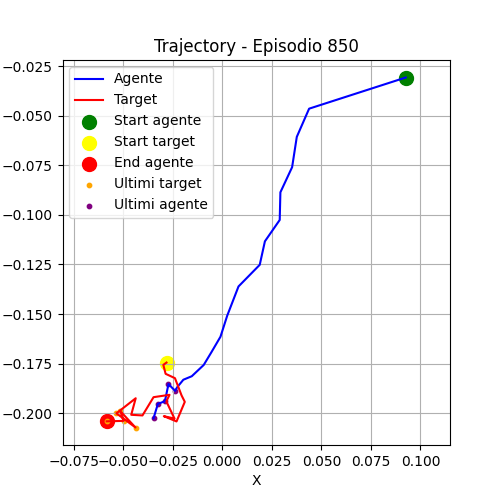 Trajectory - Episodio 850
Agente
Target
Start agente
Start target
End agente
Ultimi target
Ultimi agente
−0.025
−0.050
−0.075
−0.100
−0.125
−0.150
−0.175
−0.200
−0.075 −0.050 −0.025 0.000 0.025 0.050 0.075 0.100
X